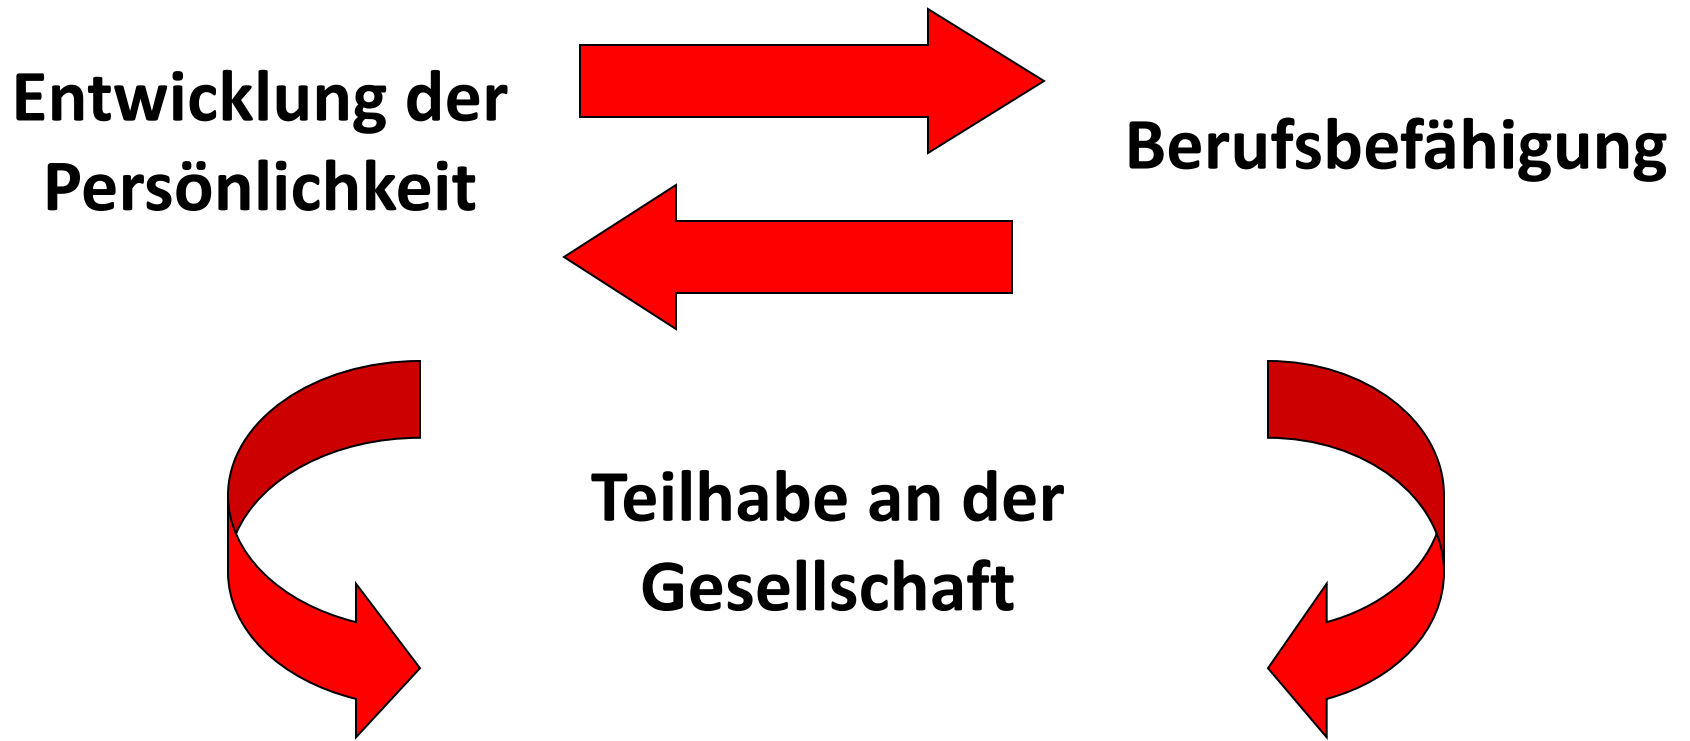 Entwicklung der
Persönlichkeit
Berufsbefähigung
Teilhabe an der
Gesellschaft